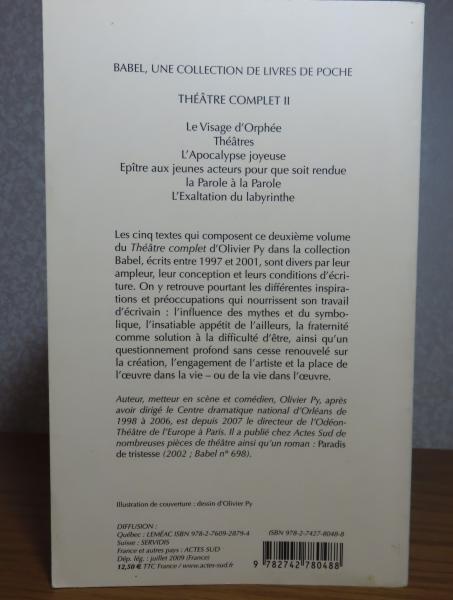 BABEL, UNE COLLECTION DE LIVRES DE POCHE
THÉÂTRE COMPLET II
Le Visage d'Orphée
Théâtres
L'Apocalypse joyeuse
Epître aux jeunes acteurs pour que soit rendue
la Parole à la Parole
L'Exaltation du labyrinthe
Les cinq textes qui composent ce deuxième volume
du Théâtre complet d'Olivier Py dans la collection
Babel, écrits entre 1997 et 2001, sont divers par leur
ampleur, leur conception et leurs conditions d'écri-
ture. On y retrouve pourtant les différentes inspira-
tions et préoccupations qui nourrissent son travail
d'écrivain : l'influence des mythes et du symbo-
lique, l'insatiable appétit de l'ailleurs, la fraternité
comme solution à la difficulté d'être, ainsi qu'un
questionnement profond sans cesse renouvelé sur
la création, l'engagement de l'artiste et la place de
l'œuvre dans la vie – ou de la vie dans l'œuvre.
Auteur, metteur en scène et comédien, Olivier Py, après
avoir dirigé le Centre dramatique national d'Orléans de
1998 à 2006, est depuis 2007 le directeur de l'Odéon-
Théâtre de l'Europe à Paris. Il a publié chez Actes Sud de
nombreuses pièces de théâtre ainsi qu'un roman : Paradis
de tristesse (2002 ; Babel n° 698).
Illustration de couverture : dessin d'Olivier Py
DIFFUSION :
Québec : LEMÉAC ISBN 978-2-7609-2879-4
Suisse : SERVIDIS
France et autres pays : ACTES SUD
Dép. lég. : juillet 2009 (France)
12,50 € TTC France / www.actes-sud.fr
ISBN 978-2-7427-8048-8
9 782742 780488